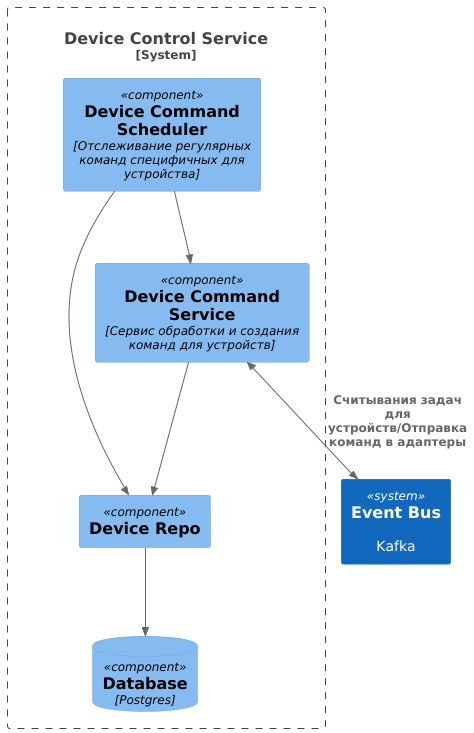 Device Control Service
[System]
«component»
Device Command
Scheduler
[Отслеживание регулярных
команд специфичных для
устройства]
«component»
Device Command
Service
[Сервис обработки и создания
команд для устройств]
Считывания задач
для
устройств/Отправка
команд в адаптеры
«component»
Device Repo
«system»
Event Bus
Kafka
«component»
Database
[Postgres]